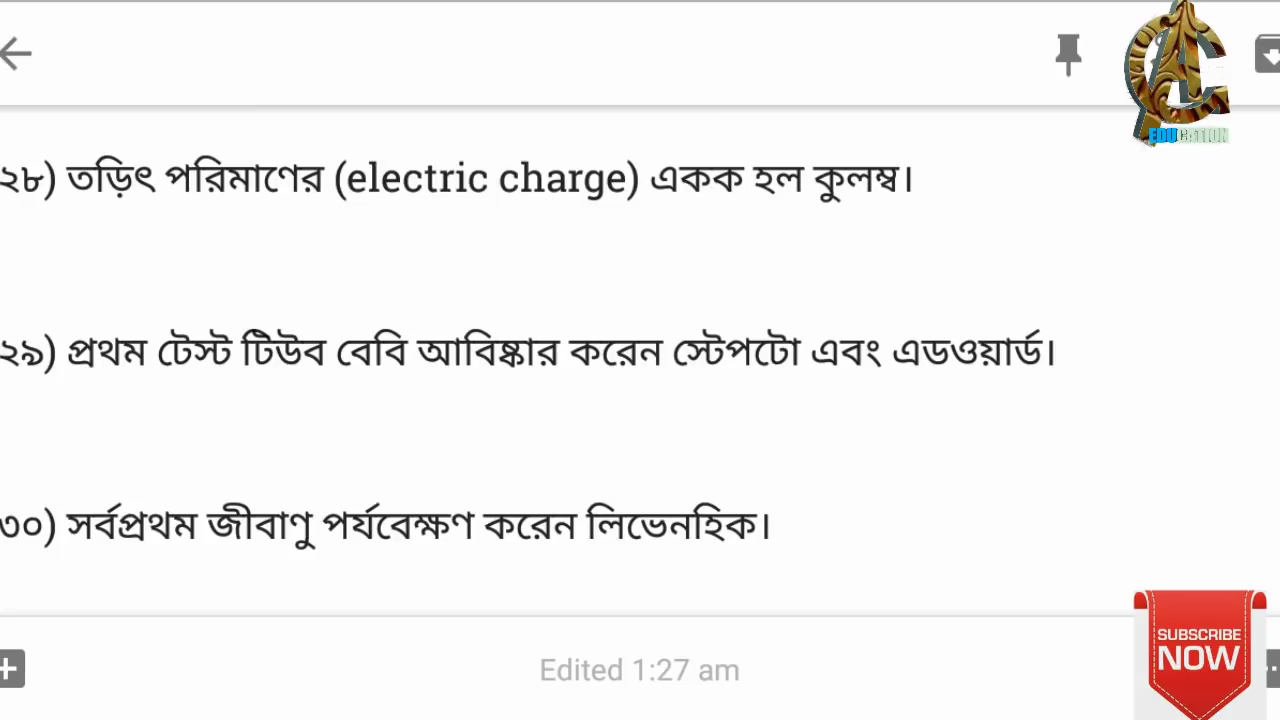 EDUCATION
২৮) তড়িৎ পরিমাণের (electric charge) একক হল কুলম্ব।
২৯) প্রথম টেস্ট টিউব বেবি আবিষ্কার করেন স্টেপটো এবং এডওয়ার্ড।
৩০) সর্বপ্রথম জীবাণু পর্যবেক্ষণ করেন লিভেনহিক।
SUBSCRIBE
NOW
Edited 1:27 am